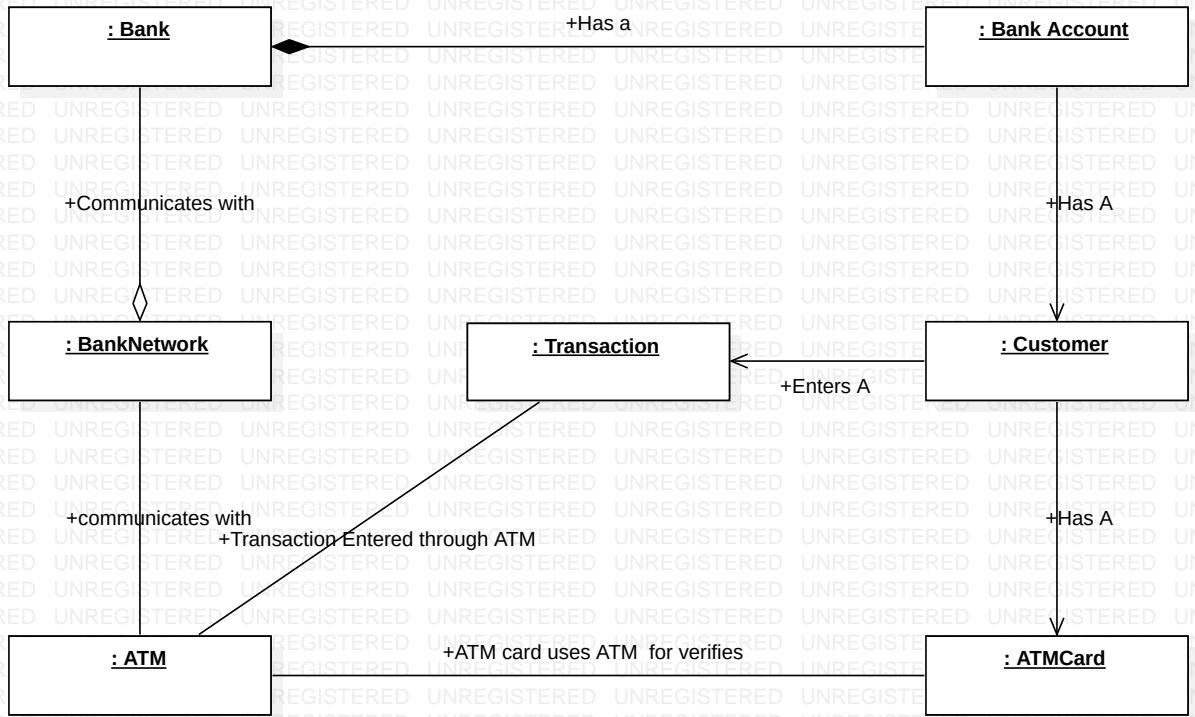 +Has a
: Bank
: Bank Account
+Communicates with
+Has A
: BankNetwork
: Transaction
: Customer
+Enters A
+communicates with
+Has A
+Transaction Entered through ATM
+ATM card uses ATM  for verifies
: ATM
: ATMCard
UNREGISTERED